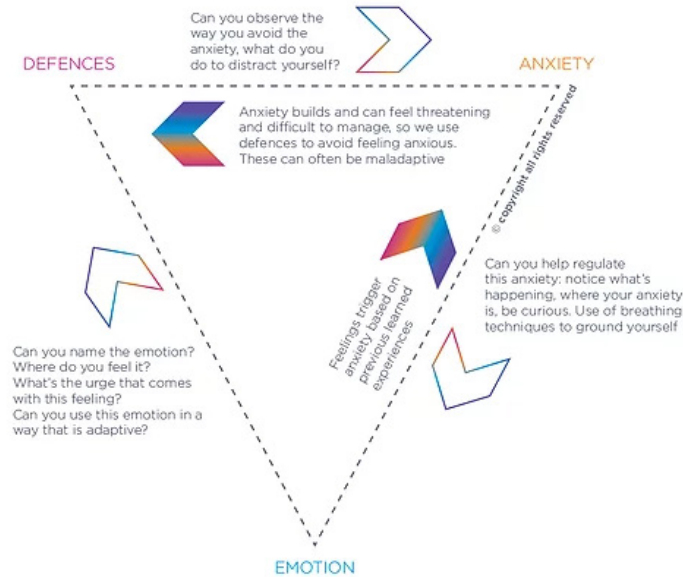 Can you observe the
way you avoid the
anxiety, what do you
do to distract yourself?
DEFENCES
ANXIETY
Anxiety builds and can feel threatening
and difficult to manage, so we use
defences to avoid feeling anxious.
These can often be maladaptive
© copyright all rights reserved
Feelings trigger
anxiety based on
previous learned
experiences
Can you help regulate
this anxiety: notice what's
happening, where your anxiety
is, be curious. Use of breathing
techniques to ground yourself
Can you name the emotion?
Where do you feel it?
What's the urge that comes
with this feeling?
Can you use this emotion in a
way that is adaptive?
EMOTION